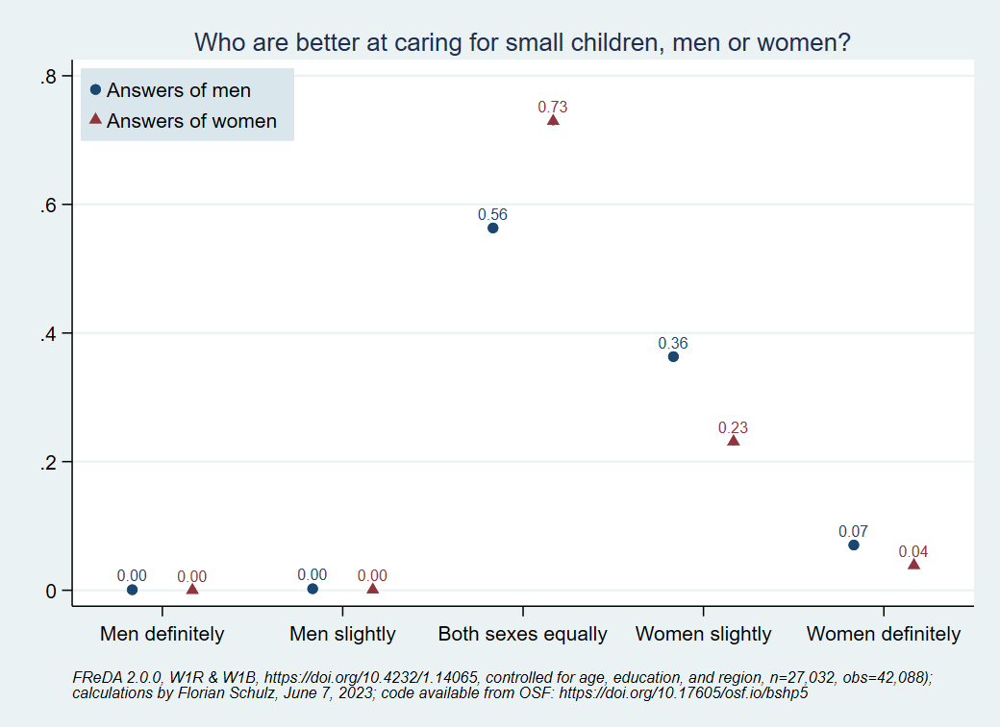 Who are better at caring for small children, men or women?
Answers of men
Answers of women
.8
.6
.4
.2
0
0.00
0.00
0.00
0.00
0.56
0.73
0.36
0.23
0.07
0.04
Men definitely
Men slightly
Both sexes equally
Women slightly
Women definitely
FReDA 2.0.0, W1R & W1B, https://doi.org/10.4232/1.14065, controlled for age, education, and region, n=27,032, obs=42,088);
calculations by Florian Schulz, June 7, 2023; code available from OSF: https://doi.org/10.17605/osf.io/bshp5